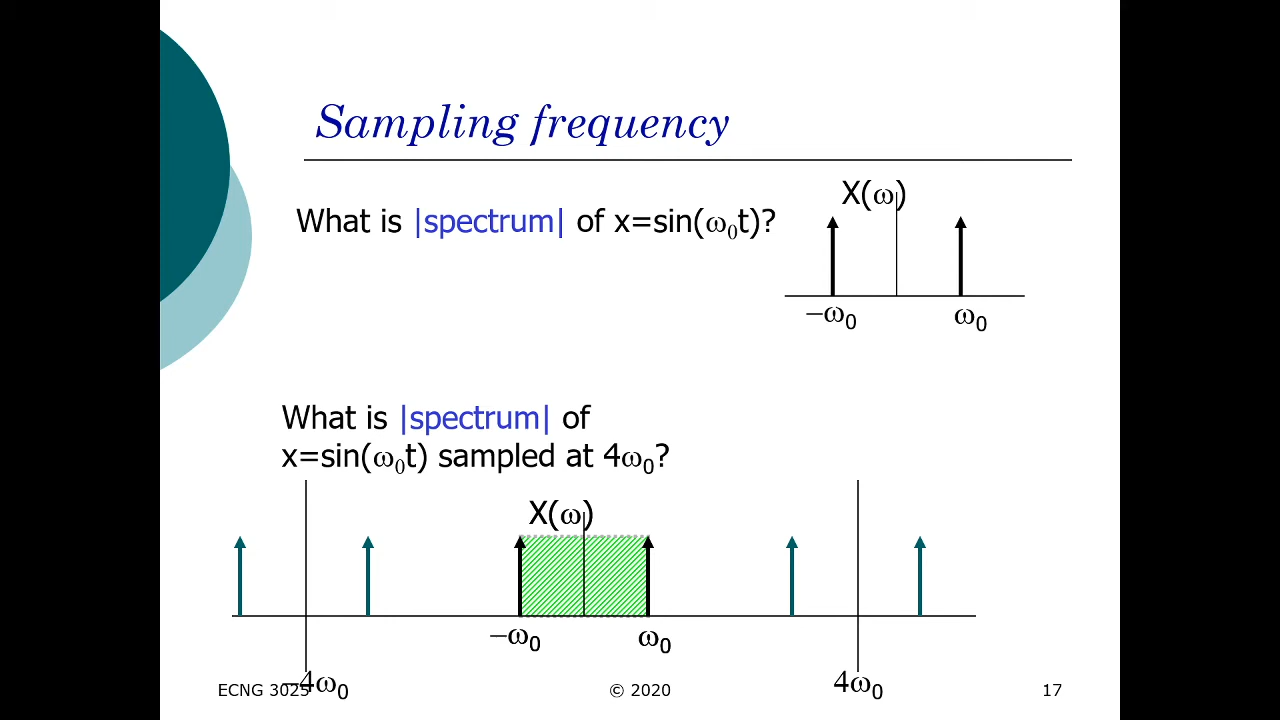 Sampling frequency
X(ω)
What is |spectrum| of x=sin(ω₀t)?
−ω₀
ω₀
What is |spectrum| of
x=sin(ω₀t) sampled at 4ω₀?
X(ω)
−ω₀
ω₀
−4ω₀
4ω₀
ECNG 3025
© 2020
17